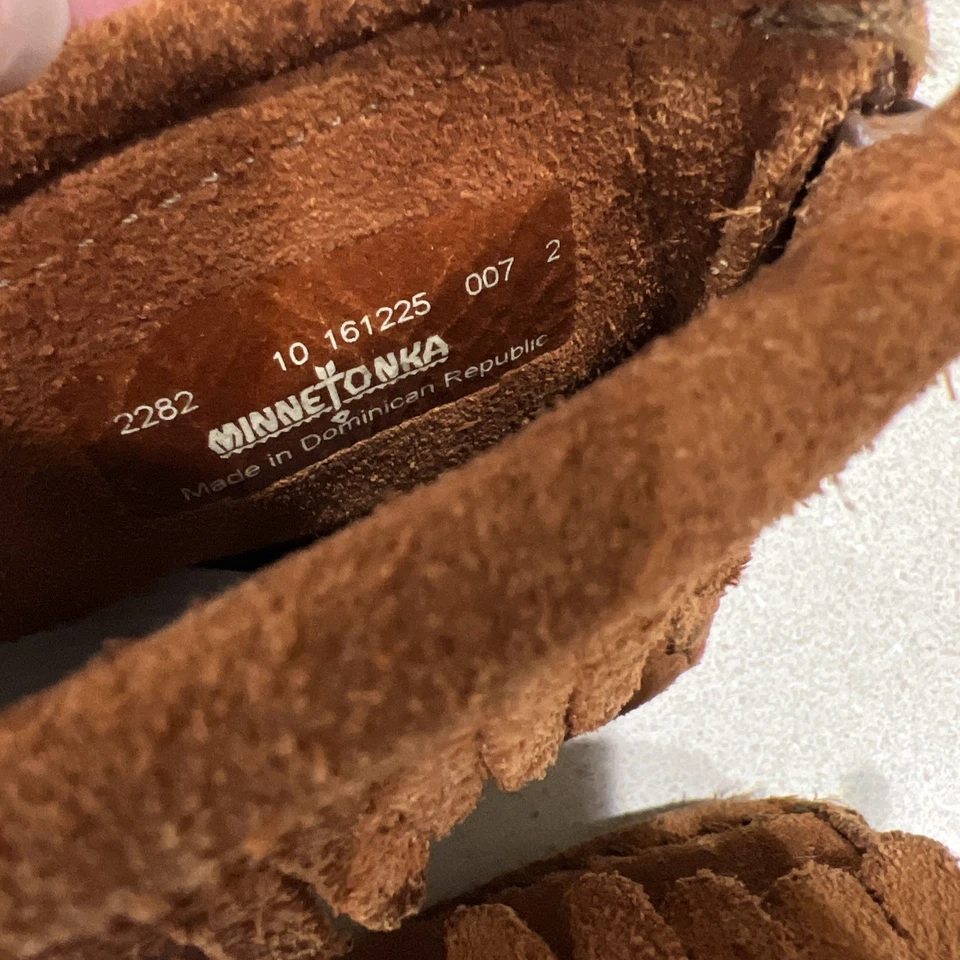 2282 10 161225 007 2
MINNETONKA
Made in Dominican Republic